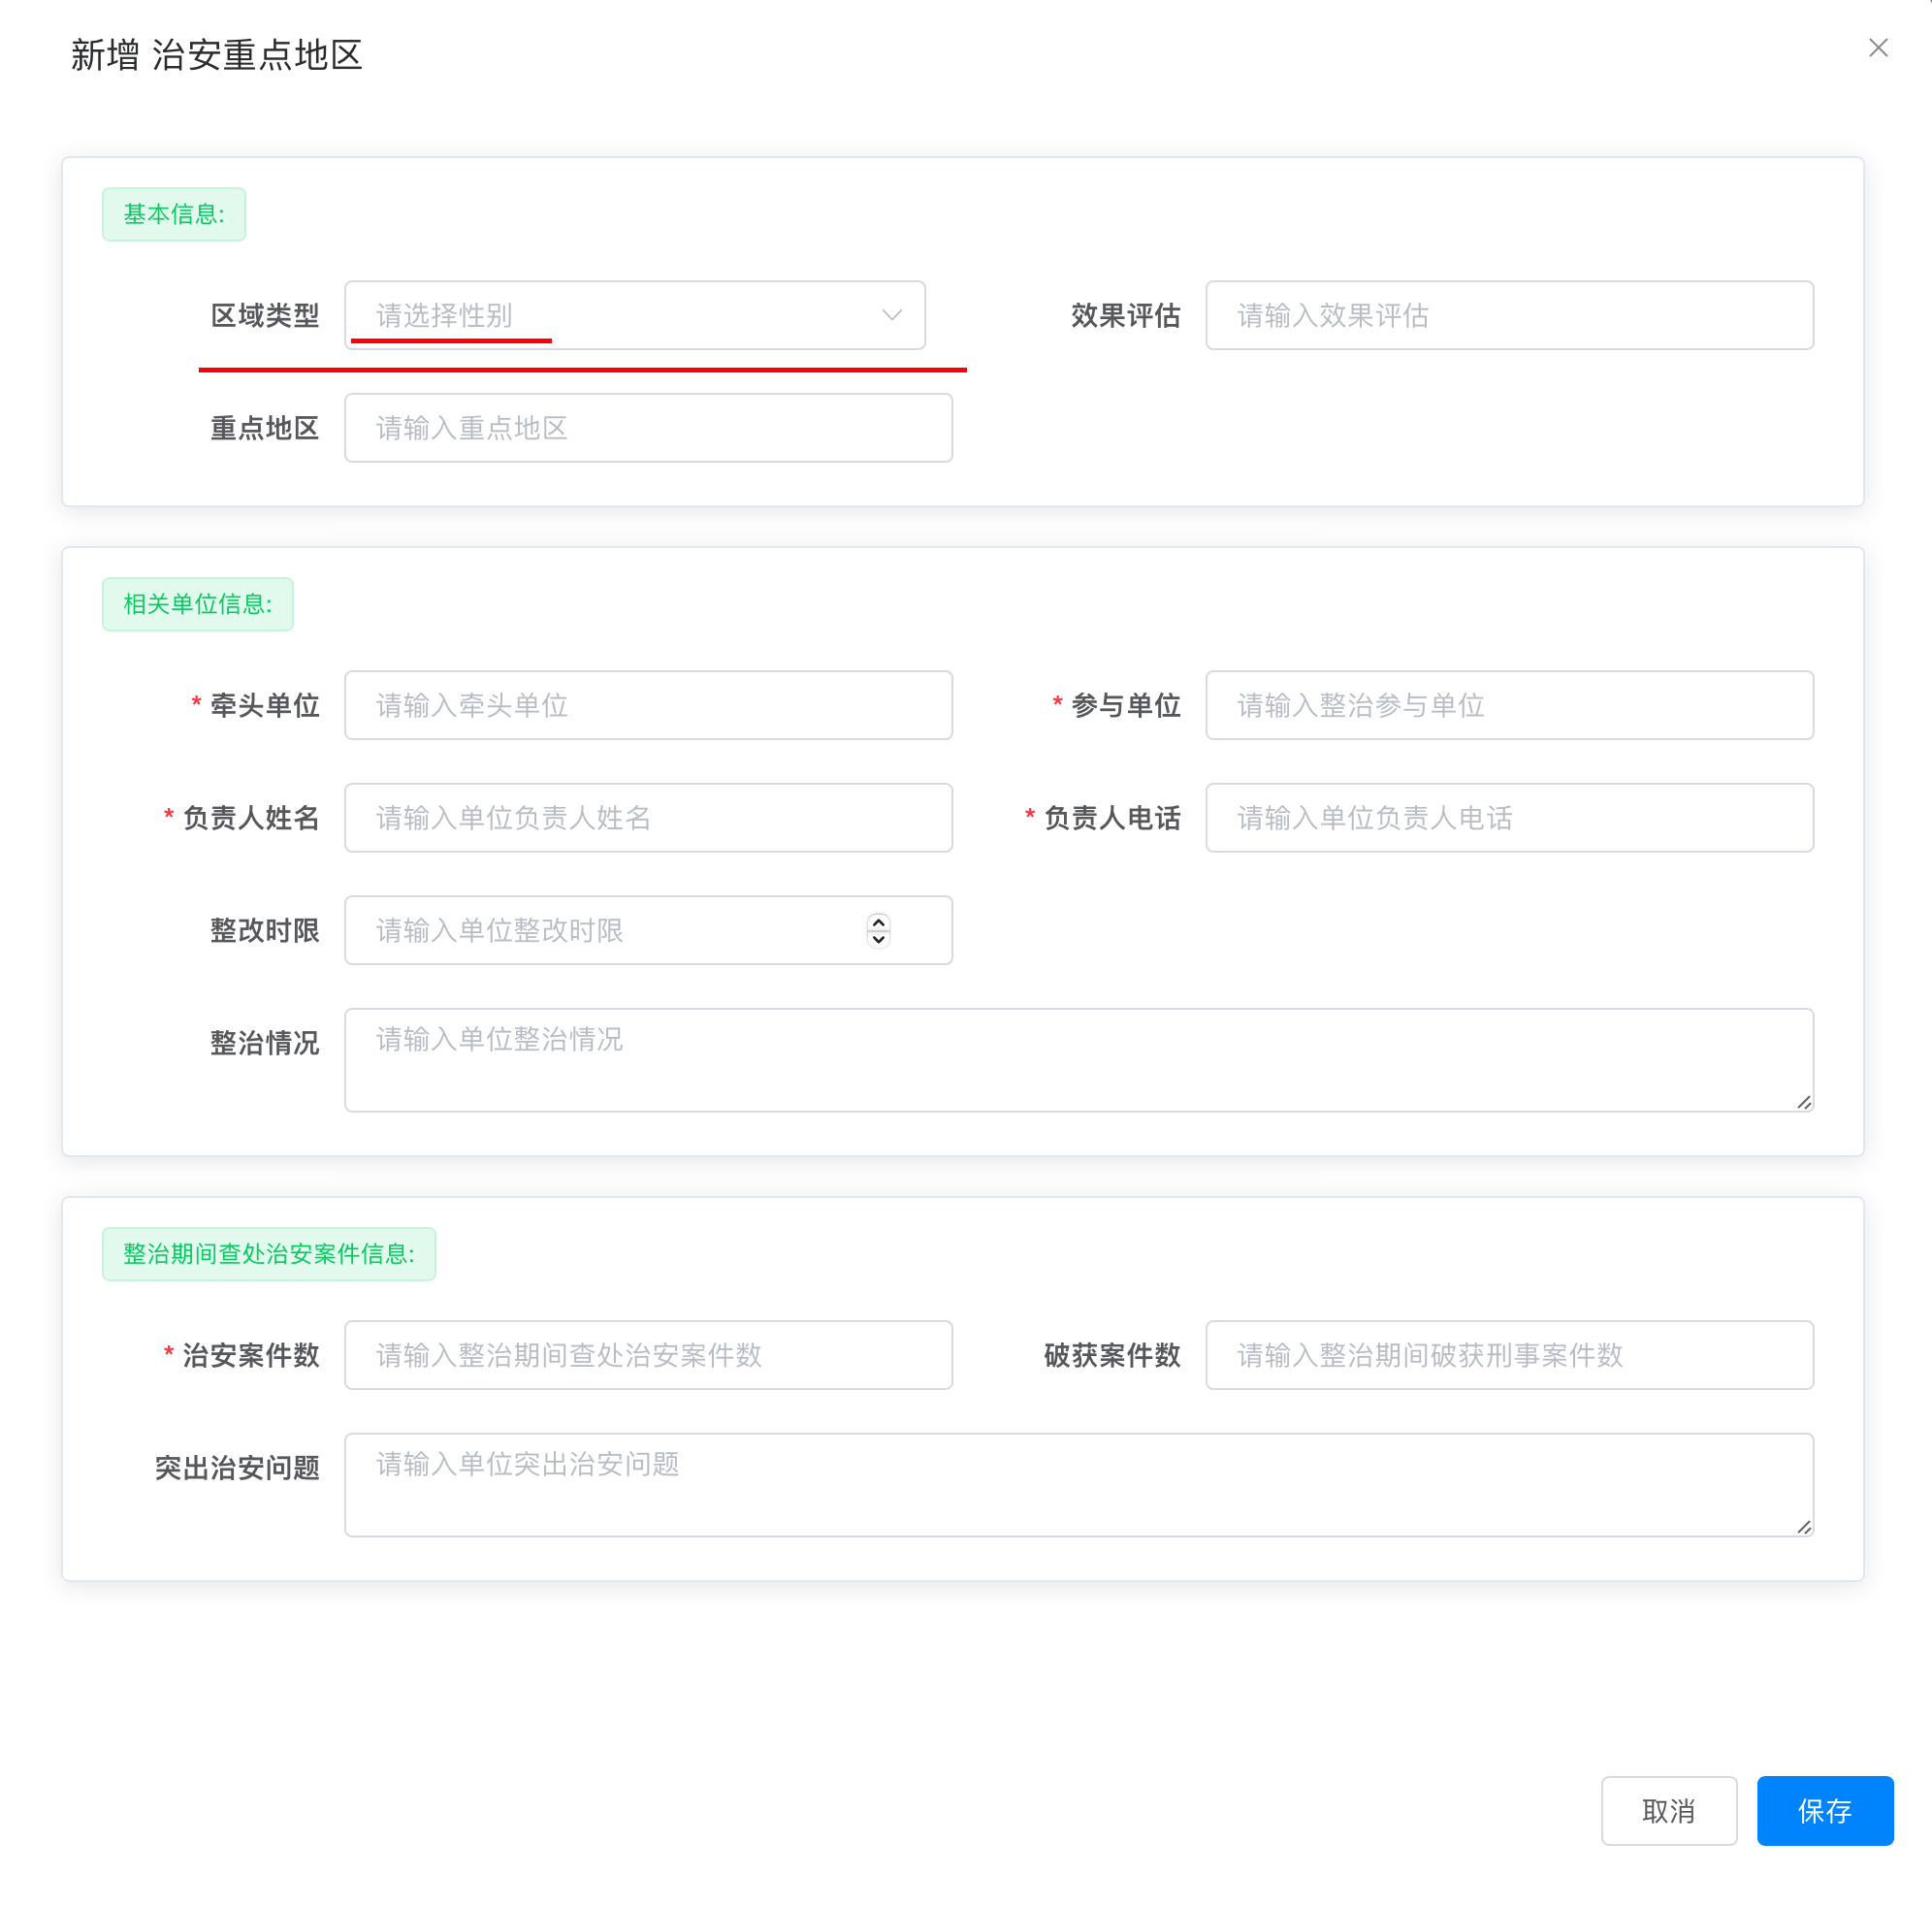 新增 治安重点地区
基本信息:
区域类型 请选择性别 效果评估 请输入效果评估
重点地区 请输入重点地区
相关单位信息:
* 牵头单位 请输入牵头单位 * 参与单位 请输入整治参与单位
* 负责人姓名 请输入单位负责人姓名 * 负责人电话 请输入单位负责人电话
整改时限 请输入单位整改时限
整治情况 请输入单位整治情况
整治期间查处治安案件信息:
* 治安案件数 请输入整治期间查处治安案件数 破获案件数 请输入整治期间破获刑事案件数
突出治安问题 请输入单位突出治安问题
取消 保存